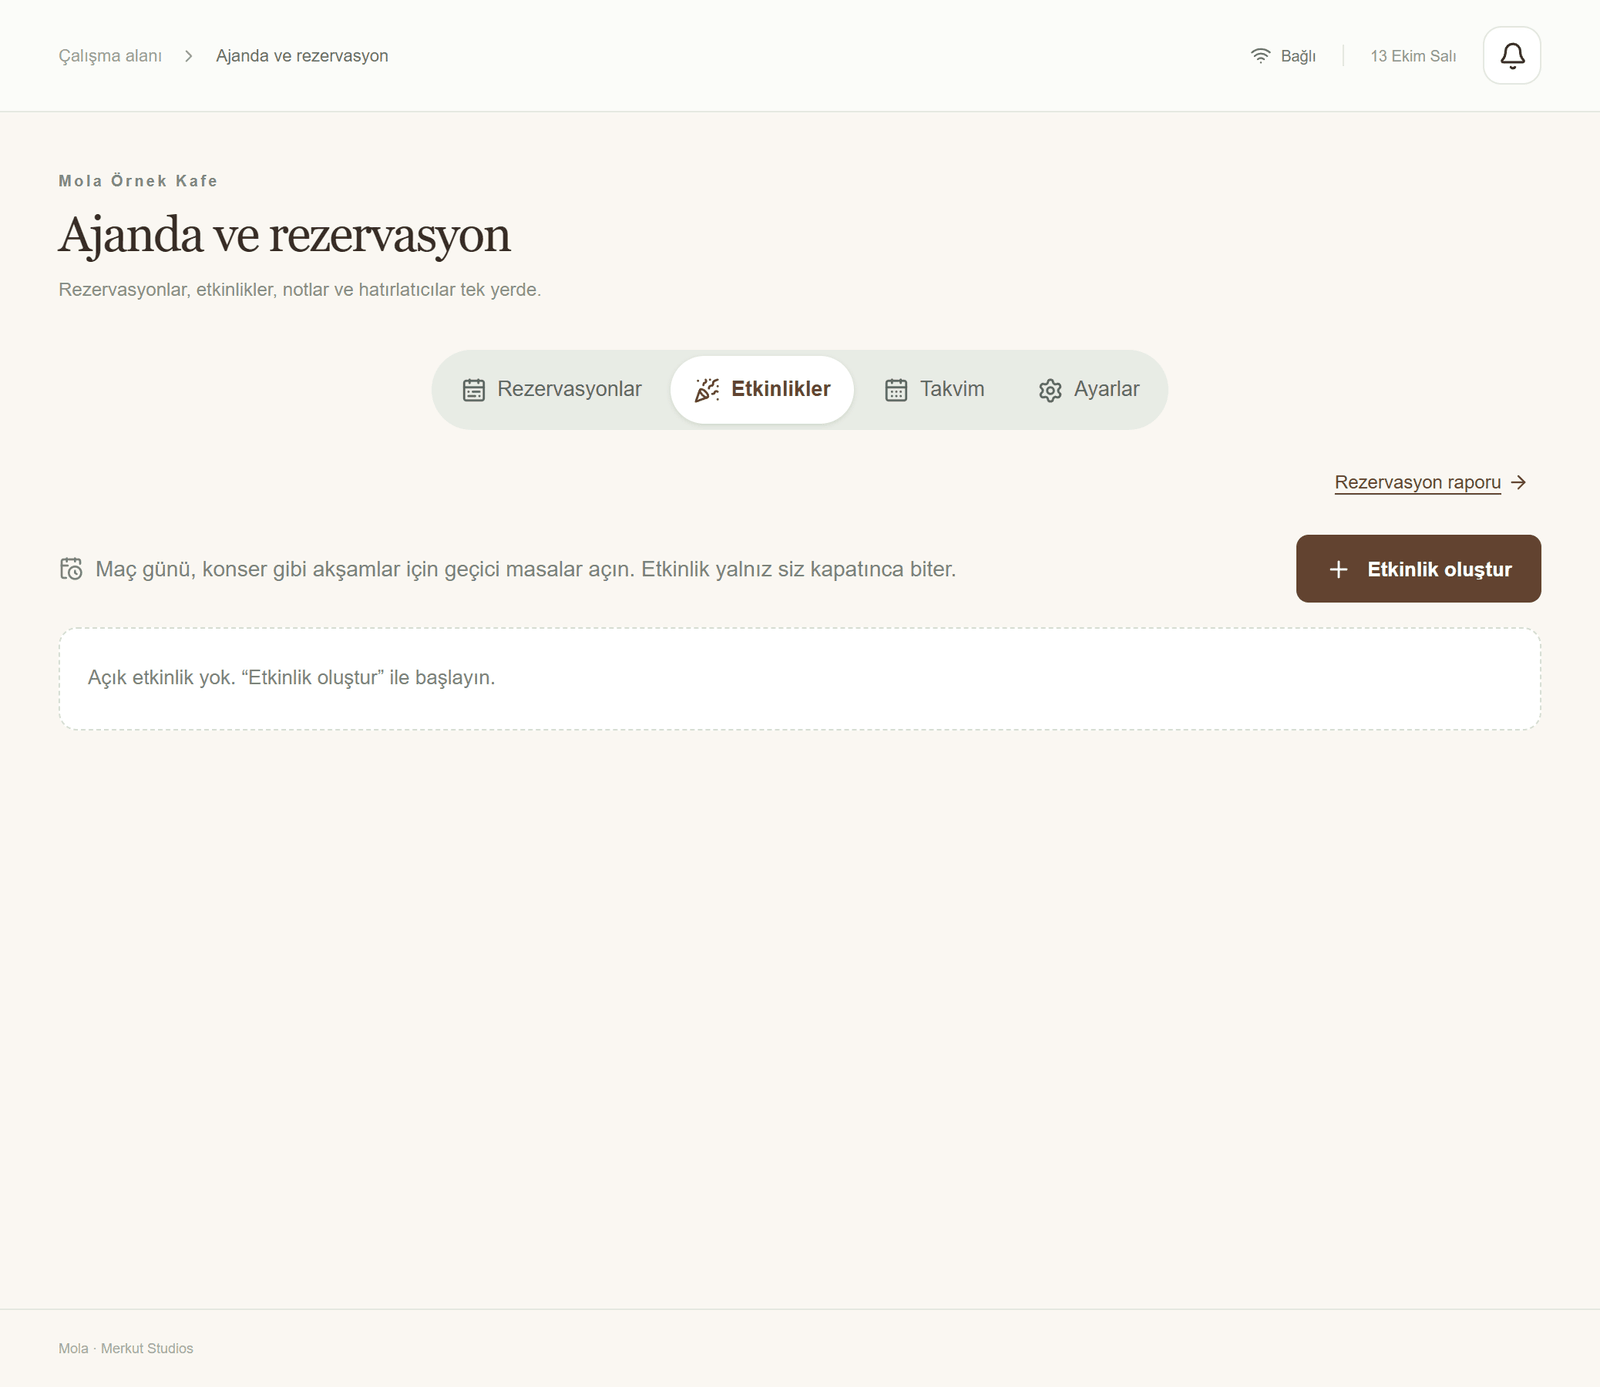 Çalışma alanı
Ajanda ve rezervasyon
Bağlı
13 Ekim Salı
Mola Örnek Kafe
Ajanda ve rezervasyon
Rezervasyonlar, etkinlikler, notlar ve hatırlatıcılar tek yerde.
Rezervasyonlar
Etkinlikler
Takvim
Ayarlar
Rezervasyon raporu
Maç günü, konser gibi akşamlar için geçici masalar açın. Etkinlik yalnız siz kapatınca biter.
Etkinlik oluştur
Açık etkinlik yok. “Etkinlik oluştur” ile başlayın.
Mola · Merkut Studios